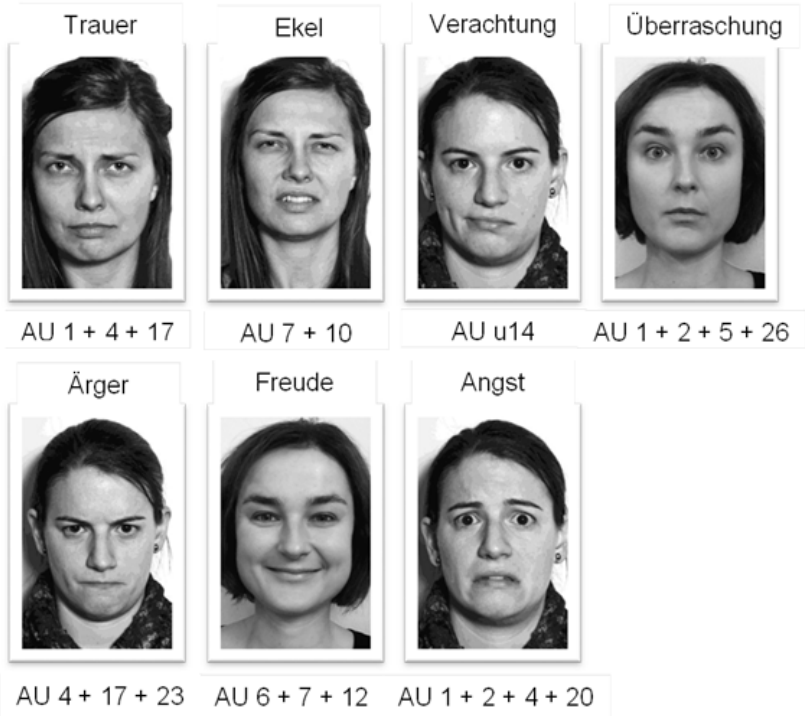 Trauer
Ekel
Verachtung
Überraschung
AU 1 + 4 + 17
AU 7 + 10
AU u14
AU 1 + 2 + 5 + 26
Ärger
Freude
Angst
AU 4 + 17 + 23
AU 6 + 7 + 12
AU 1 + 2 + 4 + 20